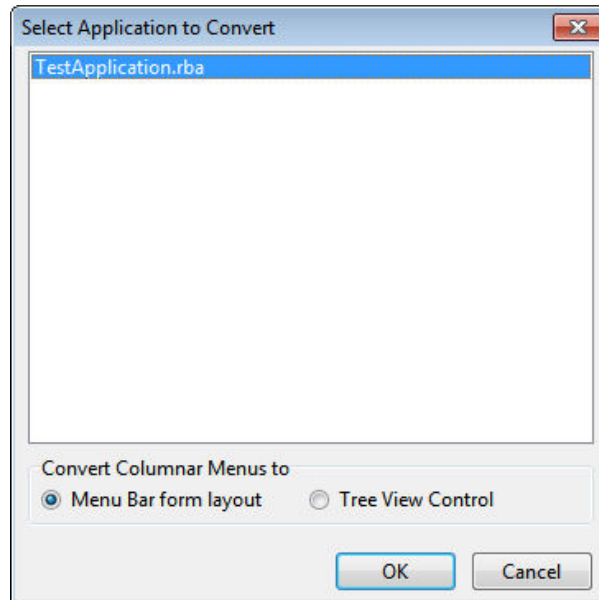 Select Application to Convert
TestApplication.rba
Convert Columnar Menus to
Menu Bar form layout Tree View Control
OK Cancel